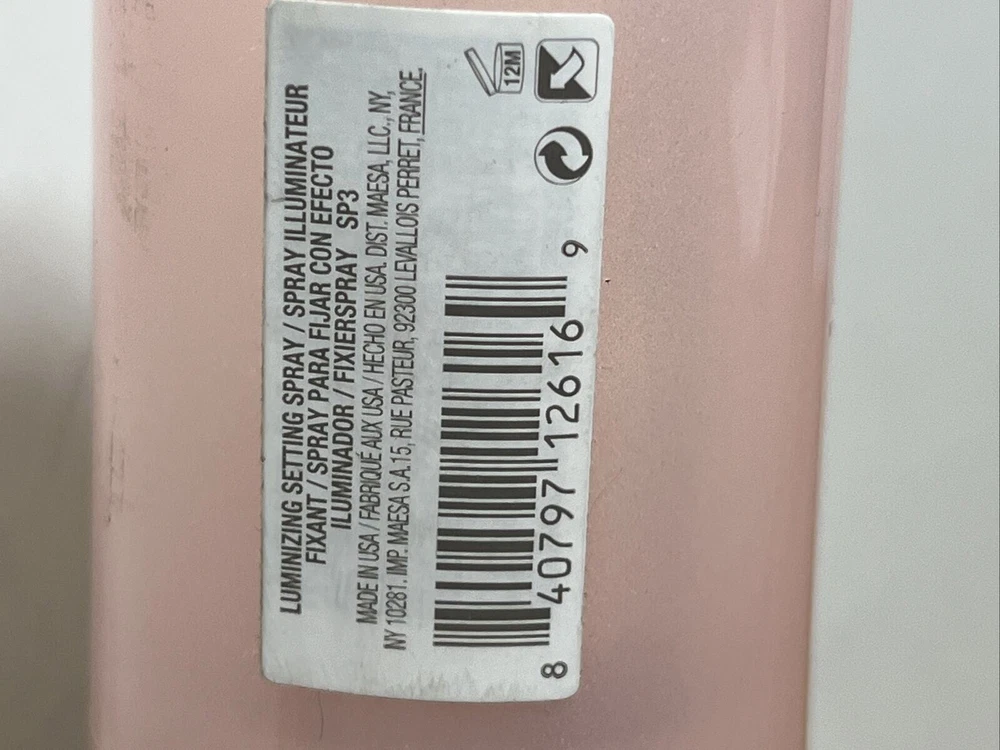 LUMINIZING SETTING SPRAY / SPRAY ILLUMINATEUR
FIXANT / SPRAY PARA FIJAR CON EFECTO
ILUMINADOR / FIXIERSPRAY SP3
MADE IN USA / FABRIQUÉ AUX USA / HECHO EN USA. DIST. MAESA, LLC., NY,
NY 10281. IMP. MAESA S.A.15, RUE PASTEUR, 92300 LEVALLOIS PERRET, FRANCE.
12M
8 40797 12616 9